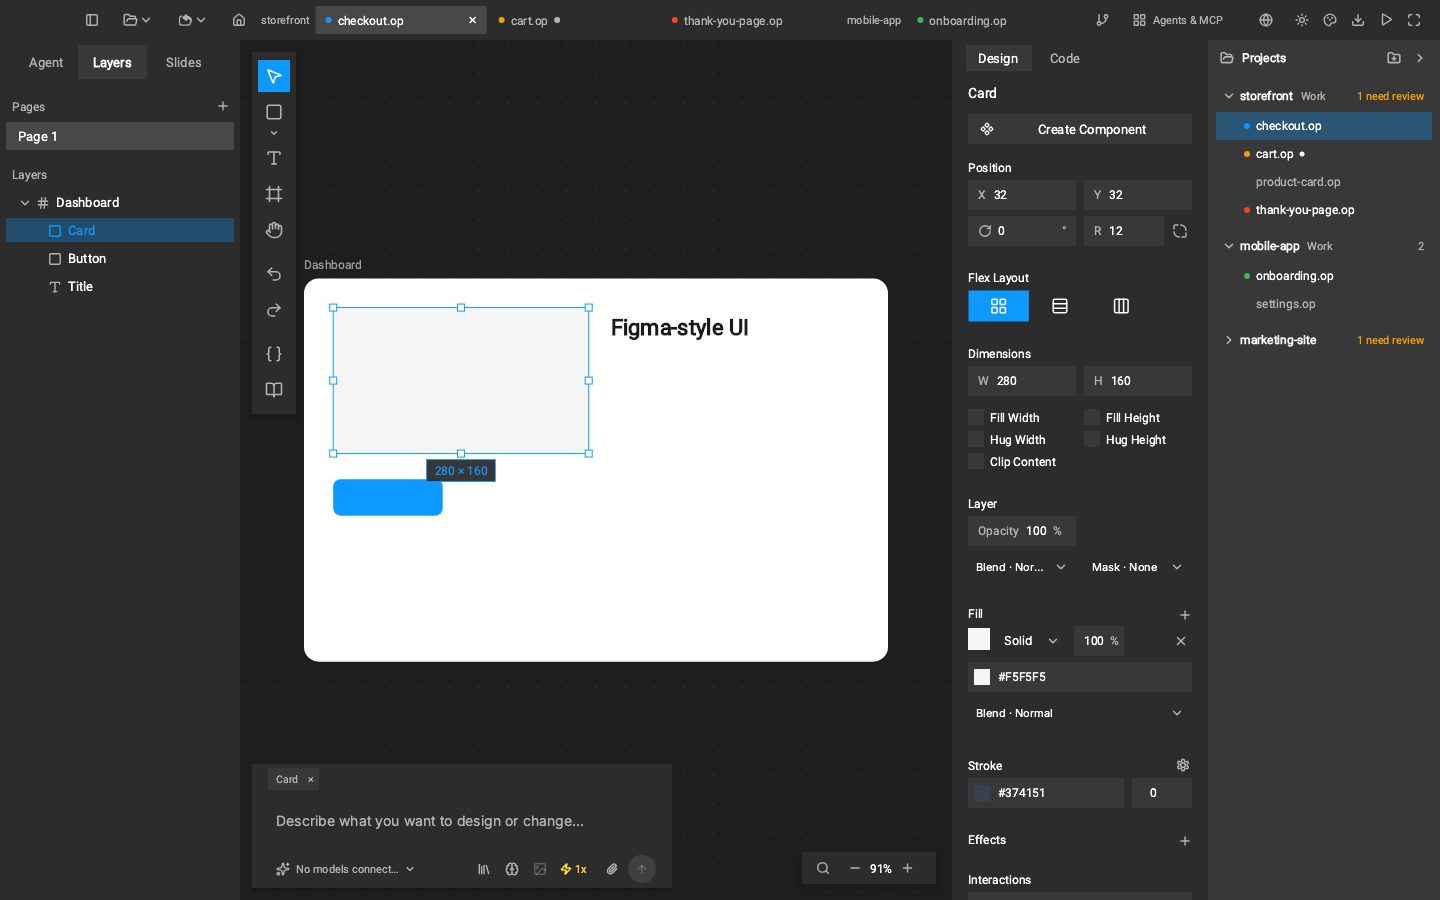 storefront
checkout.op
cart.op
thank-you-page.op
mobile-app
onboarding.op
Agents & MCP
Agent
Layers
Slides
Pages
Page 1
Layers
Dashboard
Card
Button
Title
Dashboard
Figma-style UI
280 × 160
Card ×
Describe what you want to design or change...
No models connect...
1x
91%
Design
Code
Card
Create Component
Position
X 32
Y 32
0 °
R 12
Flex Layout
Dimensions
W 280
H 160
Fill Width
Fill Height
Hug Width
Hug Height
Clip Content
Layer
Opacity 100 %
Blend · Nor...
Mask · None
Fill
Solid
100 %
#F5F5F5
Blend · Normal
Stroke
#374151
0
Effects
Interactions
Projects
storefront Work 1 need review
checkout.op
cart.op
product-card.op
thank-you-page.op
mobile-app Work 2
onboarding.op
settings.op
marketing-site 1 need review